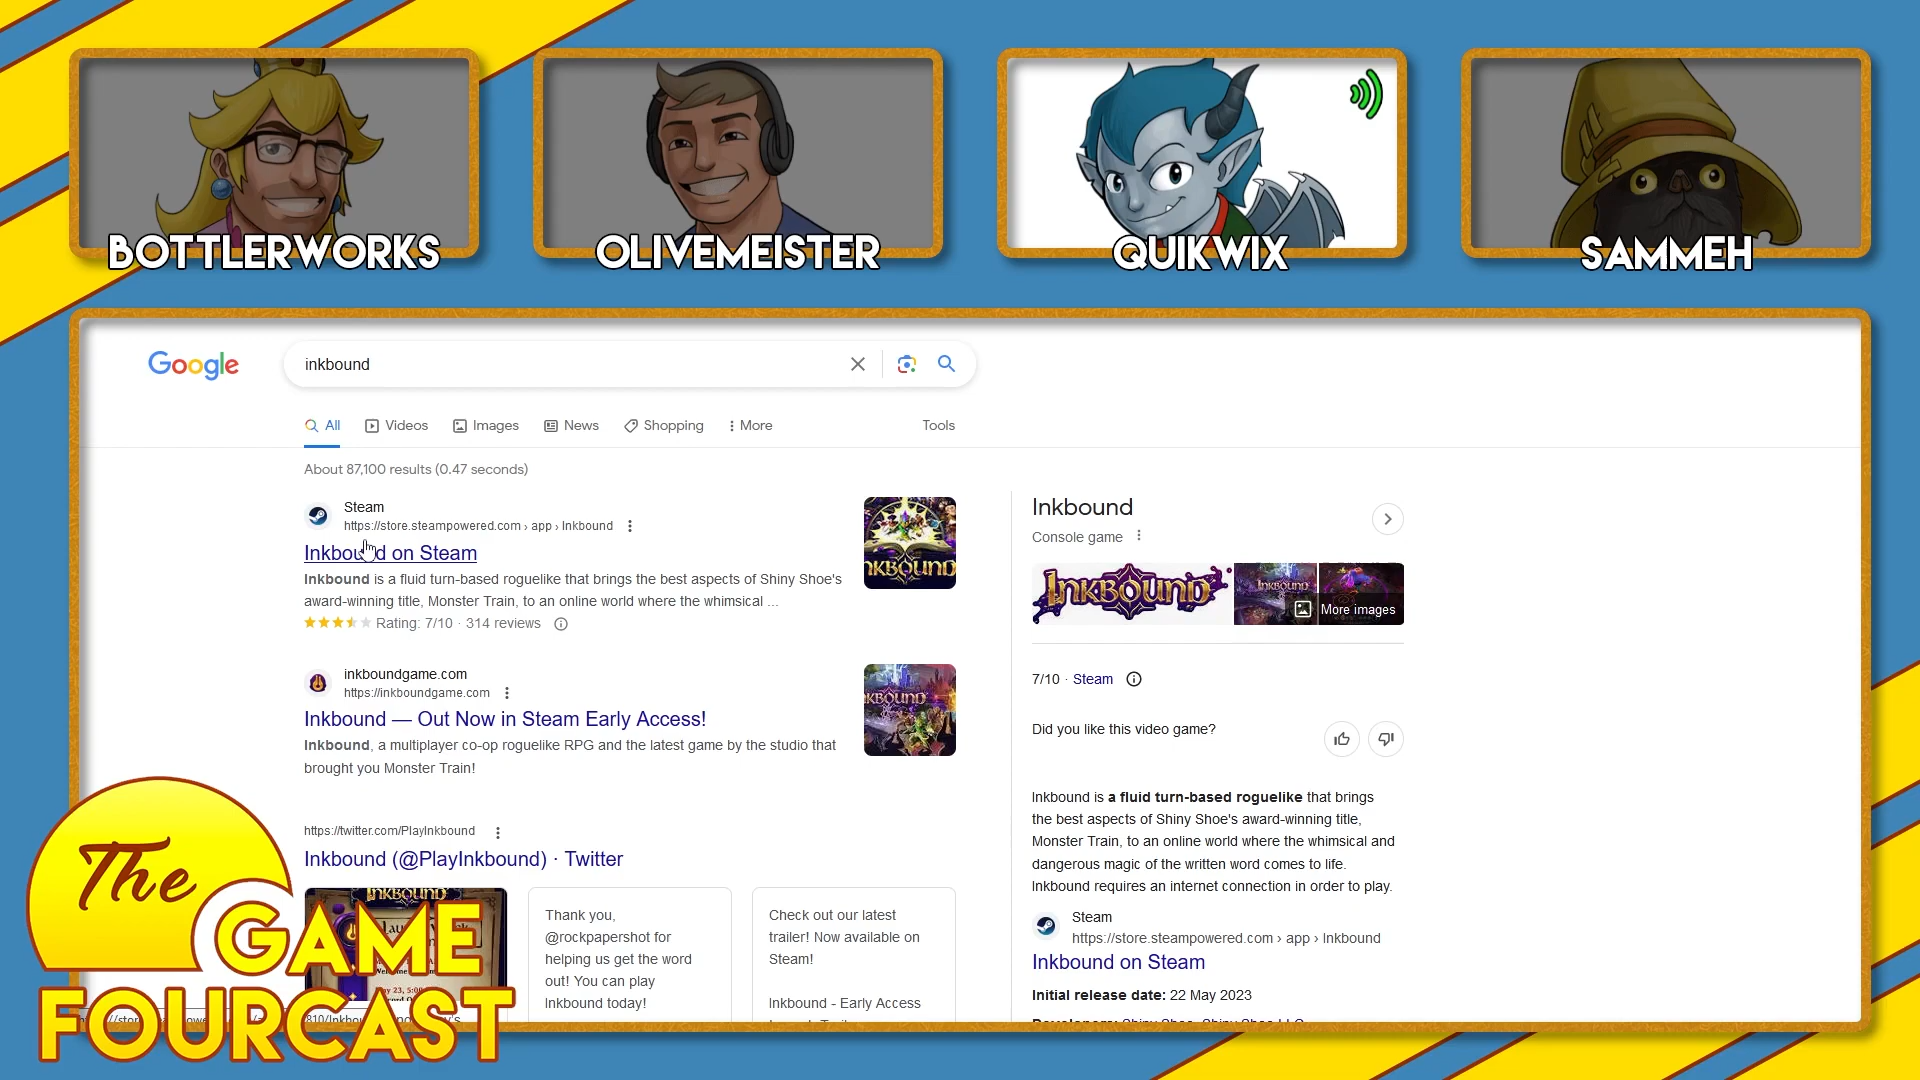 BOTTLERWORKS
OLIVEMEISTER
QUIKWIX
SAMMEH
Google
inkbound
All
Videos
Images
News
Shopping
More
Tools
About 87,100 results (0.47 seconds)
Steam
https://store.steampowered.com › app › Inkbound
Inkbound on Steam
Inkbound is a fluid turn-based roguelike that brings the best aspects of Shiny Shoe's
award-winning title, Monster Train, to an online world where the whimsical ...
Rating: 7/10 · 314 reviews
INKBOUND
inkboundgame.com
https://inkboundgame.com
Inkbound — Out Now in Steam Early Access!
Inkbound, a multiplayer co-op roguelike RPG and the latest game by the studio that
brought you Monster Train!
https://twitter.com/PlayInkbound
Inkbound (@PlayInkbound) · Twitter
INKBOUND
Thank you,
@rockpapershot for
helping us get the word
out! You can play
Inkbound today!
Check out our latest
trailer! Now available on
Steam!
Inkbound - Early Access
Inkbound
Console game
INKBOUND
INKBOUND
More images
7/10 · Steam
Did you like this video game?
Inkbound is a fluid turn-based roguelike that brings
the best aspects of Shiny Shoe's award-winning title,
Monster Train, to an online world where the whimsical and
dangerous magic of the written word comes to life.
Inkbound requires an internet connection in order to play.
Steam
https://store.steampowered.com › app › Inkbound
Inkbound on Steam
Initial release date: 22 May 2023
The
GAME
FOURCAST